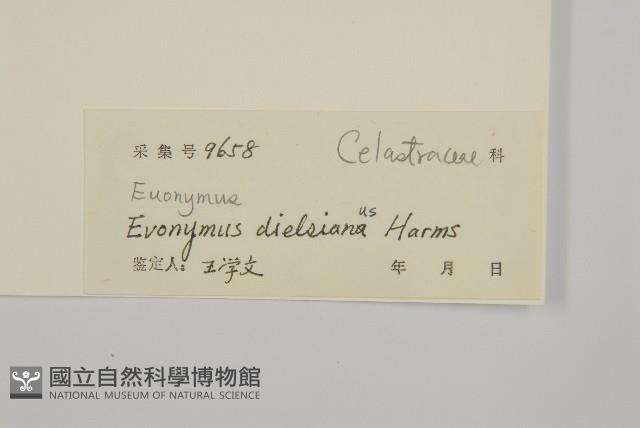 采集号 9658 Celastraceae 科
Euonymus
us
Evonymus dielsiana Harms
鉴定人: 王学文 年 月 日
國立自然科學博物館
NATIONAL MUSEUM OF NATURAL SCIENCE